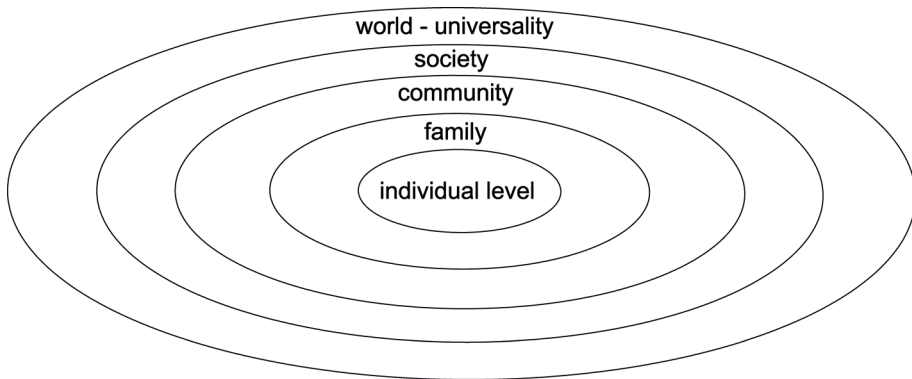 world - universality
society
community
family
individual level